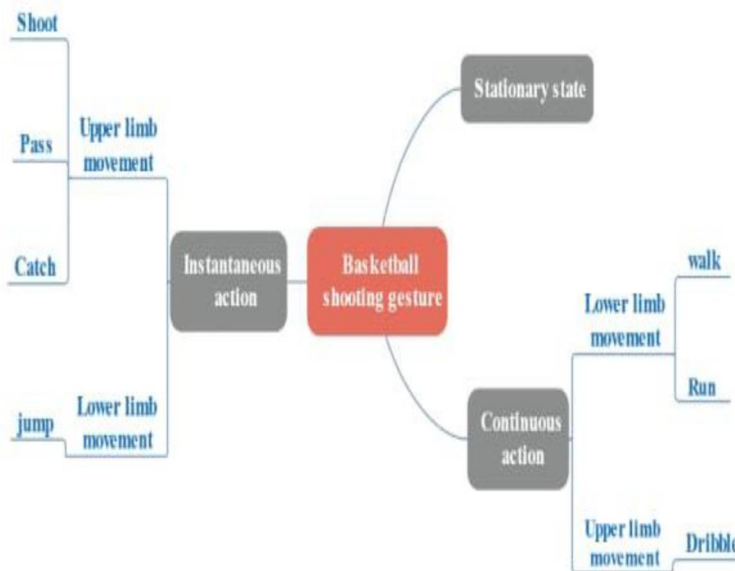 Shoot
Pass
Catch
Upper limb
movement
jump
Lower limb
movement
Instantaneous
action
Basketball
shooting gesture
Stationary state
Continuous
action
Lower limb
movement
walk
Run
Upper limb
movement
Dribble